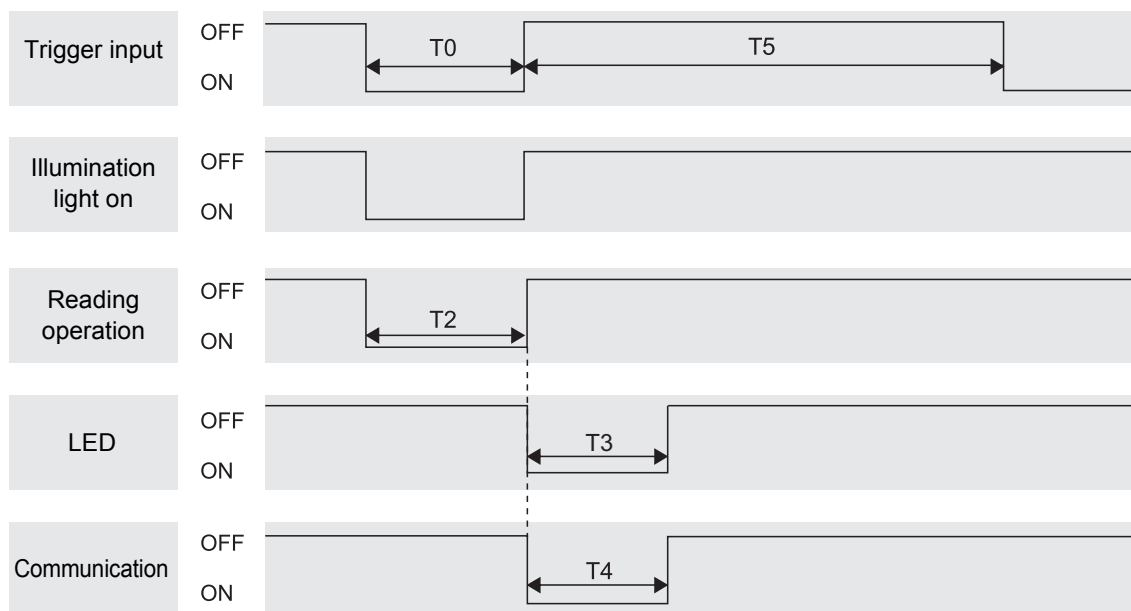 Trigger input
OFF
ON
T0
T5
Illumination
light on
OFF
ON
Reading
operation
OFF
ON
T2
LED
OFF
ON
T3
Communication
OFF
ON
T4